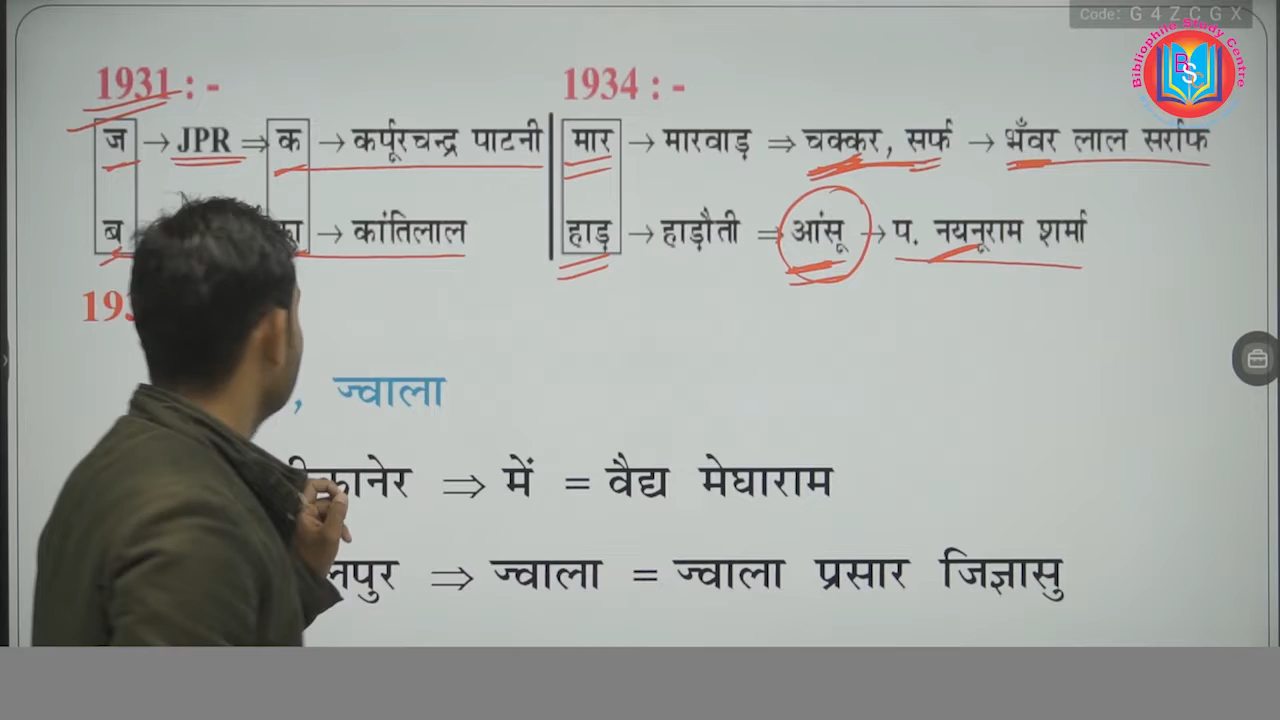 Code: G 4 Z C G X
Bibliophile Study Centre
BSC
1931 : -
ज → JPR ⇒ क → कर्पूरचन्द्र पाटनी
ब का → कांतिलाल
1934 : -
मार → मारवाड़ ⇒ चक्कर, सर्फ → भँवर लाल सर्राफ
हाड़ → हाड़ौती ⇒ आंसू → प. नयनूराम शर्मा
, ज्वाला
⇒ में = वैद्य मेघाराम
⇒ ज्वाला = ज्वाला प्रसार जिज्ञासु